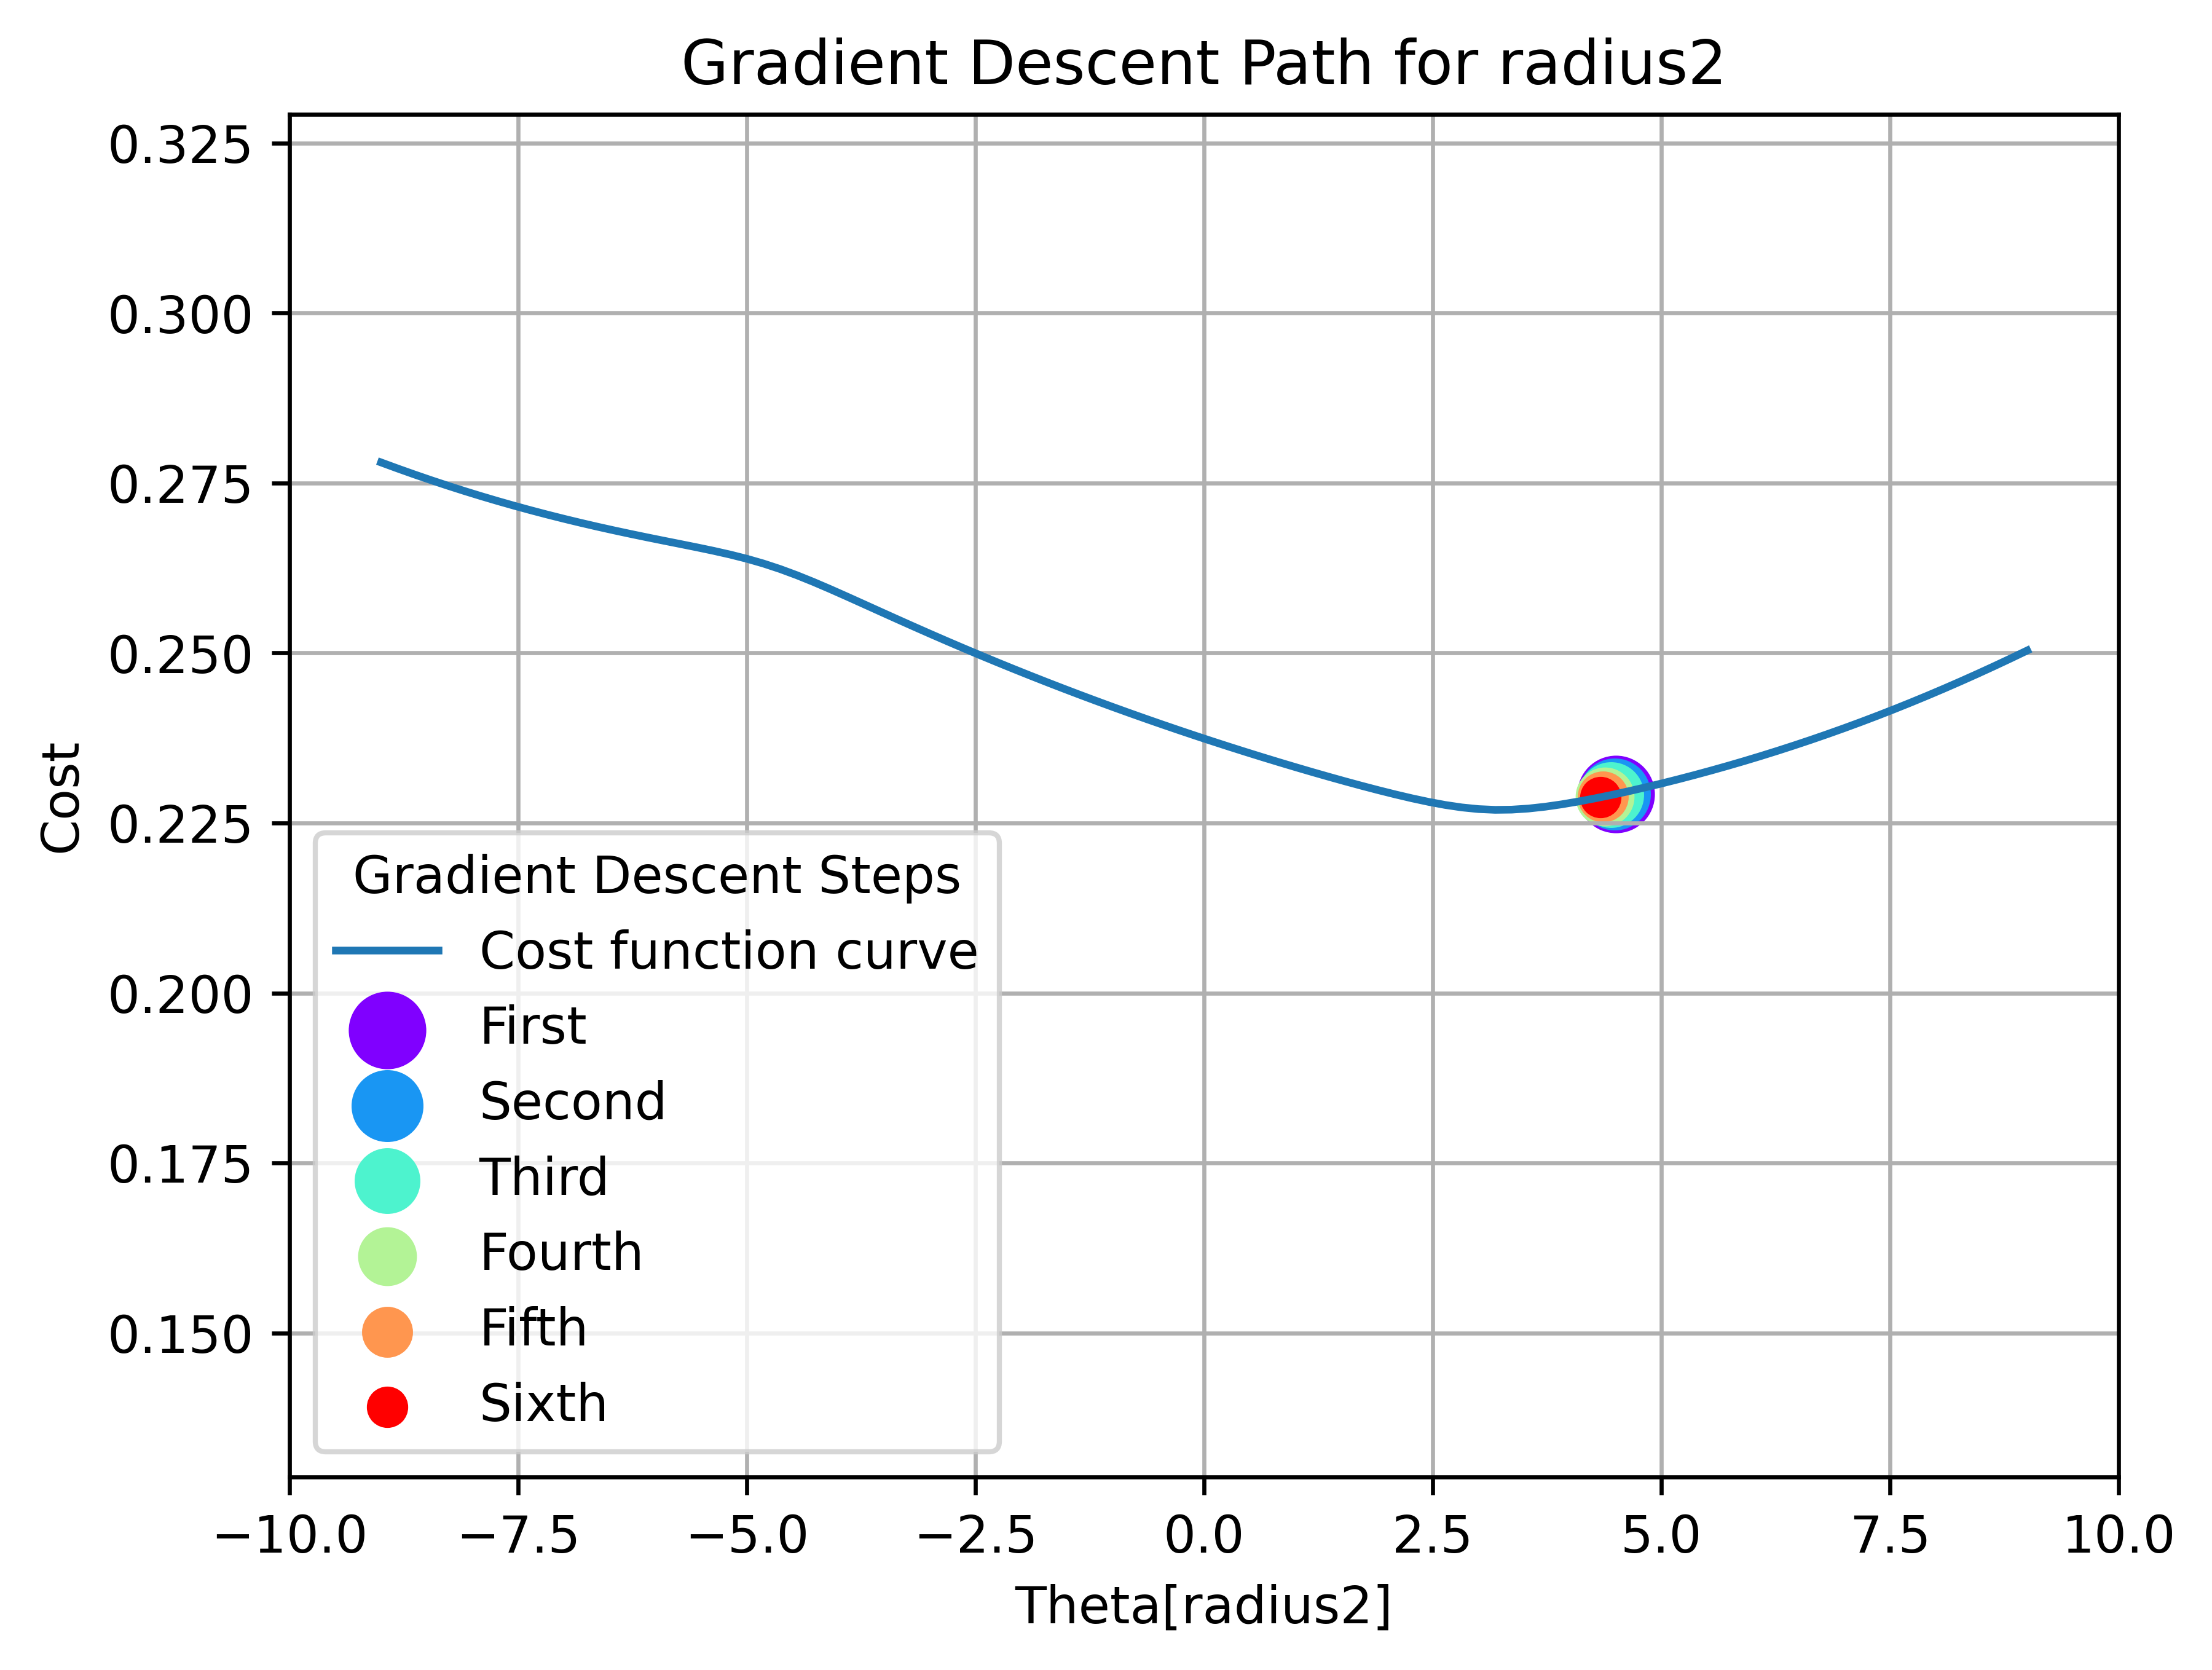 Gradient Descent Path for radius2
0.325
0.300
0.275
0.250
0.225
0.200
0.175
0.150
Cost
Gradient Descent Steps
Cost function curve
First
Second
Third
Fourth
Fifth
Sixth
−10.0 −7.5 −5.0 −2.5 0.0 2.5 5.0 7.5 10.0
Theta[radius2]